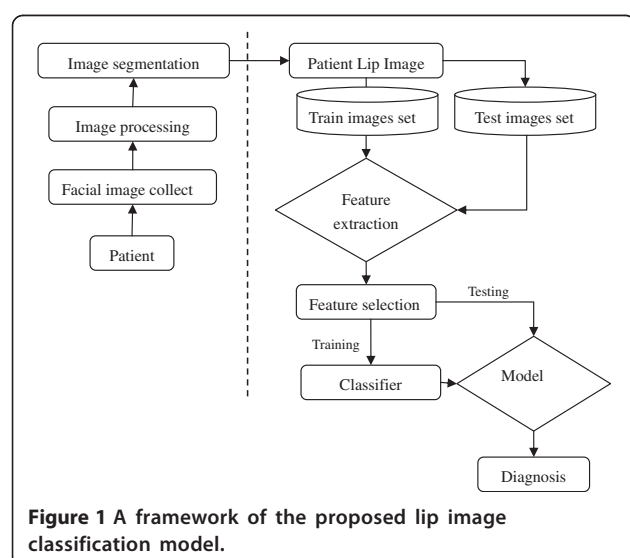 Image segmentation
Image processing
Facial image collect
Patient
Patient Lip Image
Train images set
Test images set
Feature
extraction
Feature selection
Testing
Training
Classifier
Model
Diagnosis
Figure 1 A framework of the proposed lip image
classification model.